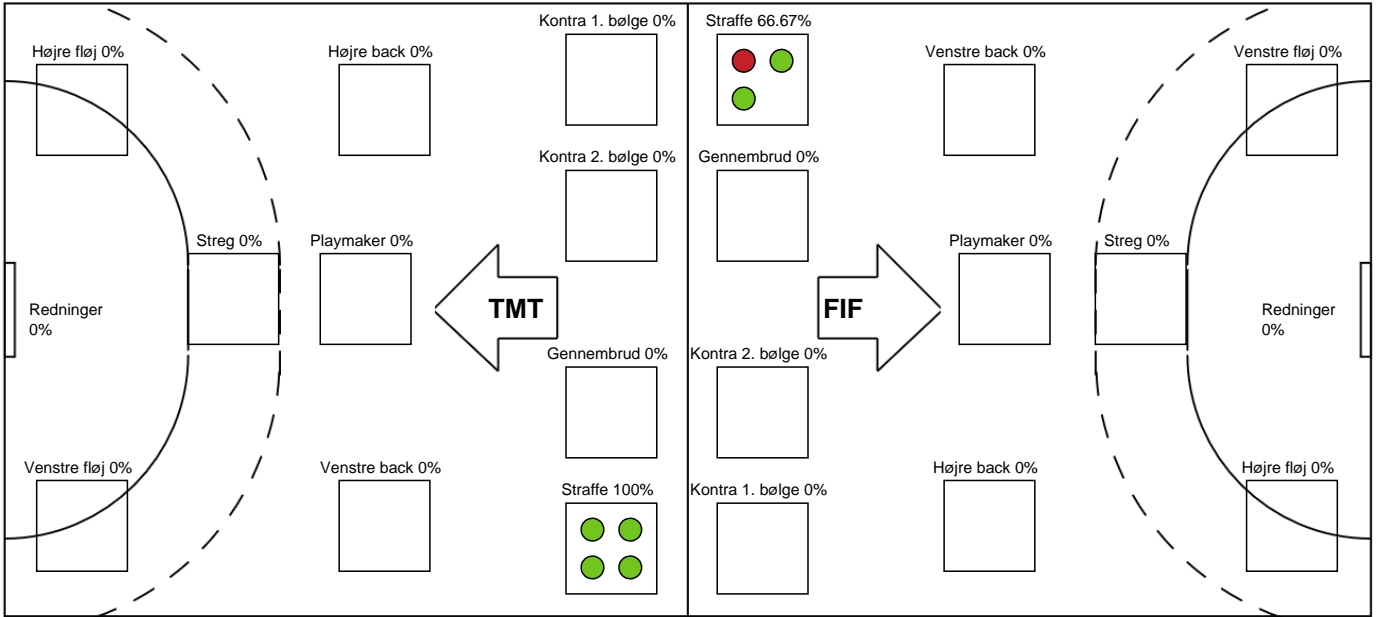 Kontra 1. bølge 0%
Straffe 66.67%
Højre fløj 0%
Højre back 0%
Venstre back 0%
Venstre fløj 0%
Kontra 2. bølge 0%
Gennembrud 0%
Streg 0%
Playmaker 0%
Playmaker 0%
Streg 0%
Redninger
0%
TMT
FIF
Redninger
0%
Gennembrud 0%
Kontra 2. bølge 0%
Venstre fløj 0%
Venstre back 0%
Højre back 0%
Højre fløj 0%
Straffe 100%
Kontra 1. bølge 0%